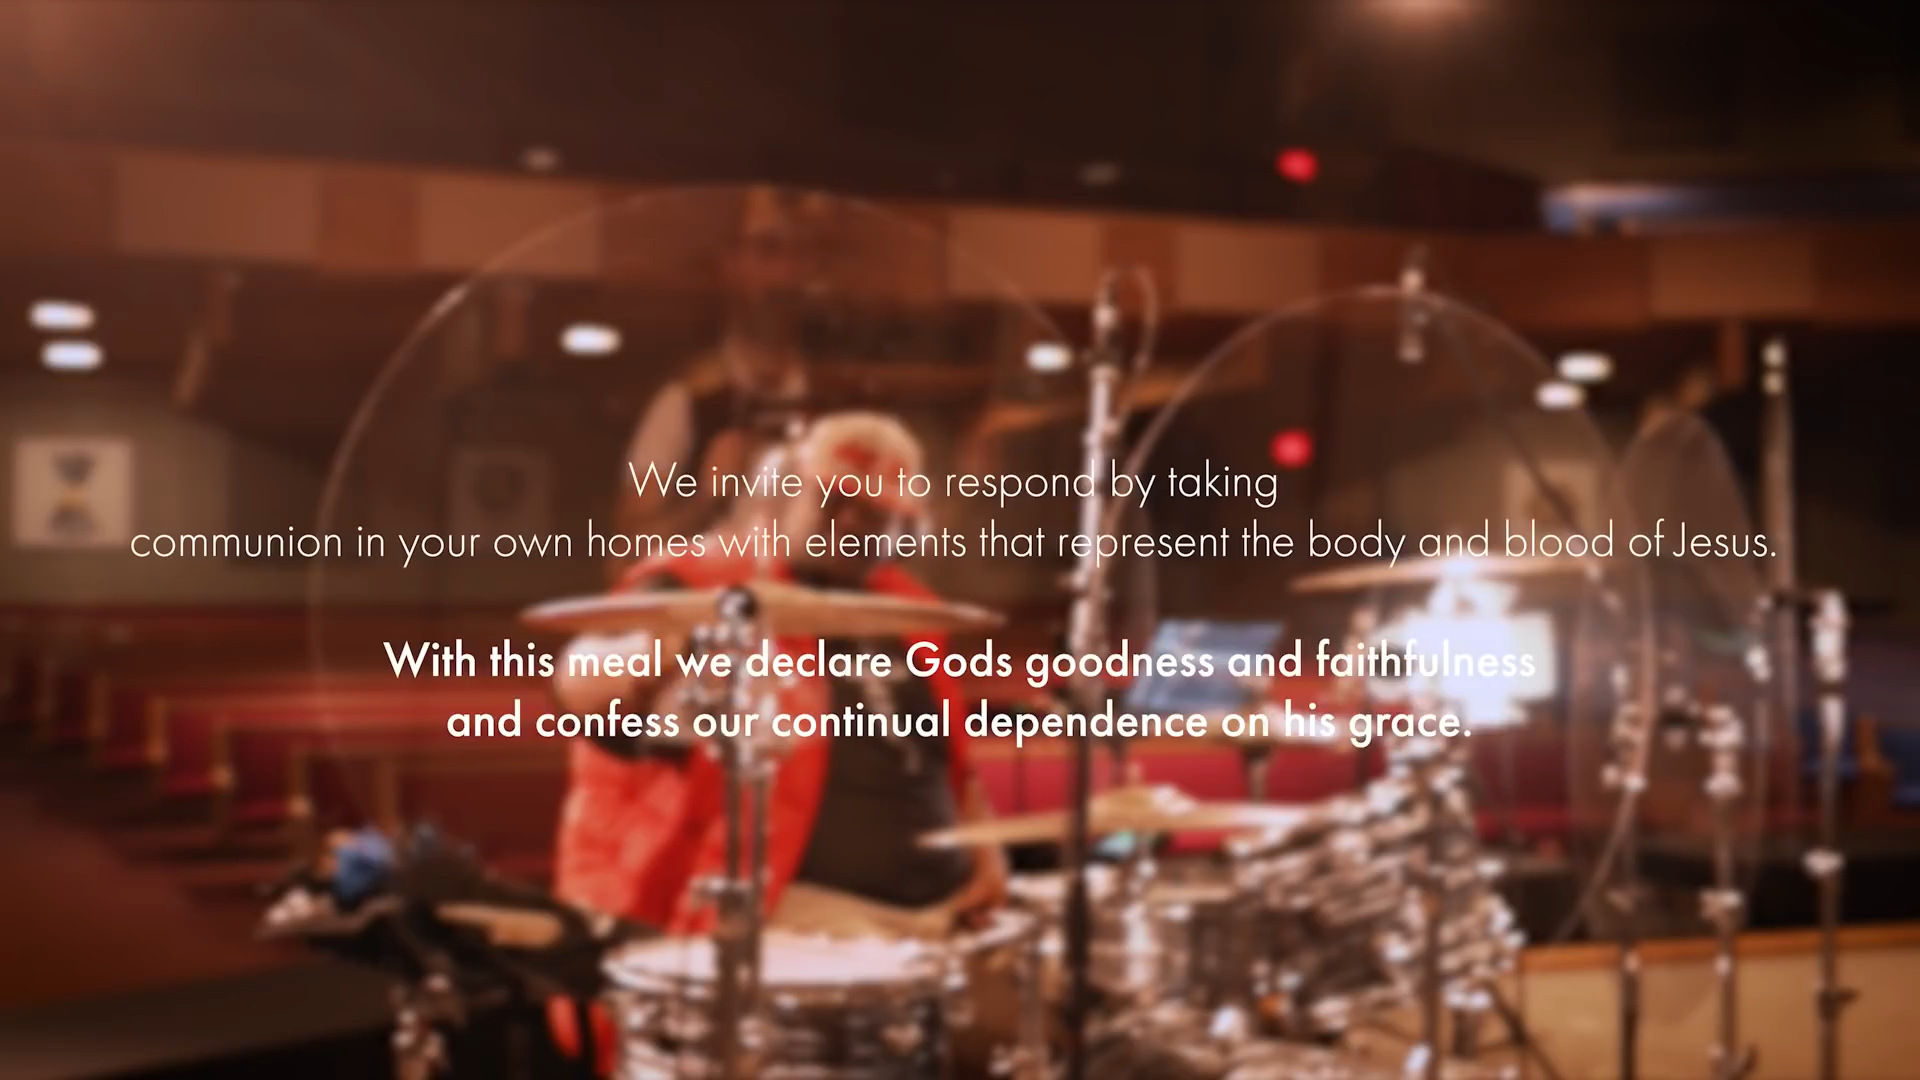 We invite you to respond by taking
communion in your own homes with elements that represent the body and blood of Jesus.
With this meal we declare Gods goodness and faithfulness
and confess our continual dependence on his grace.